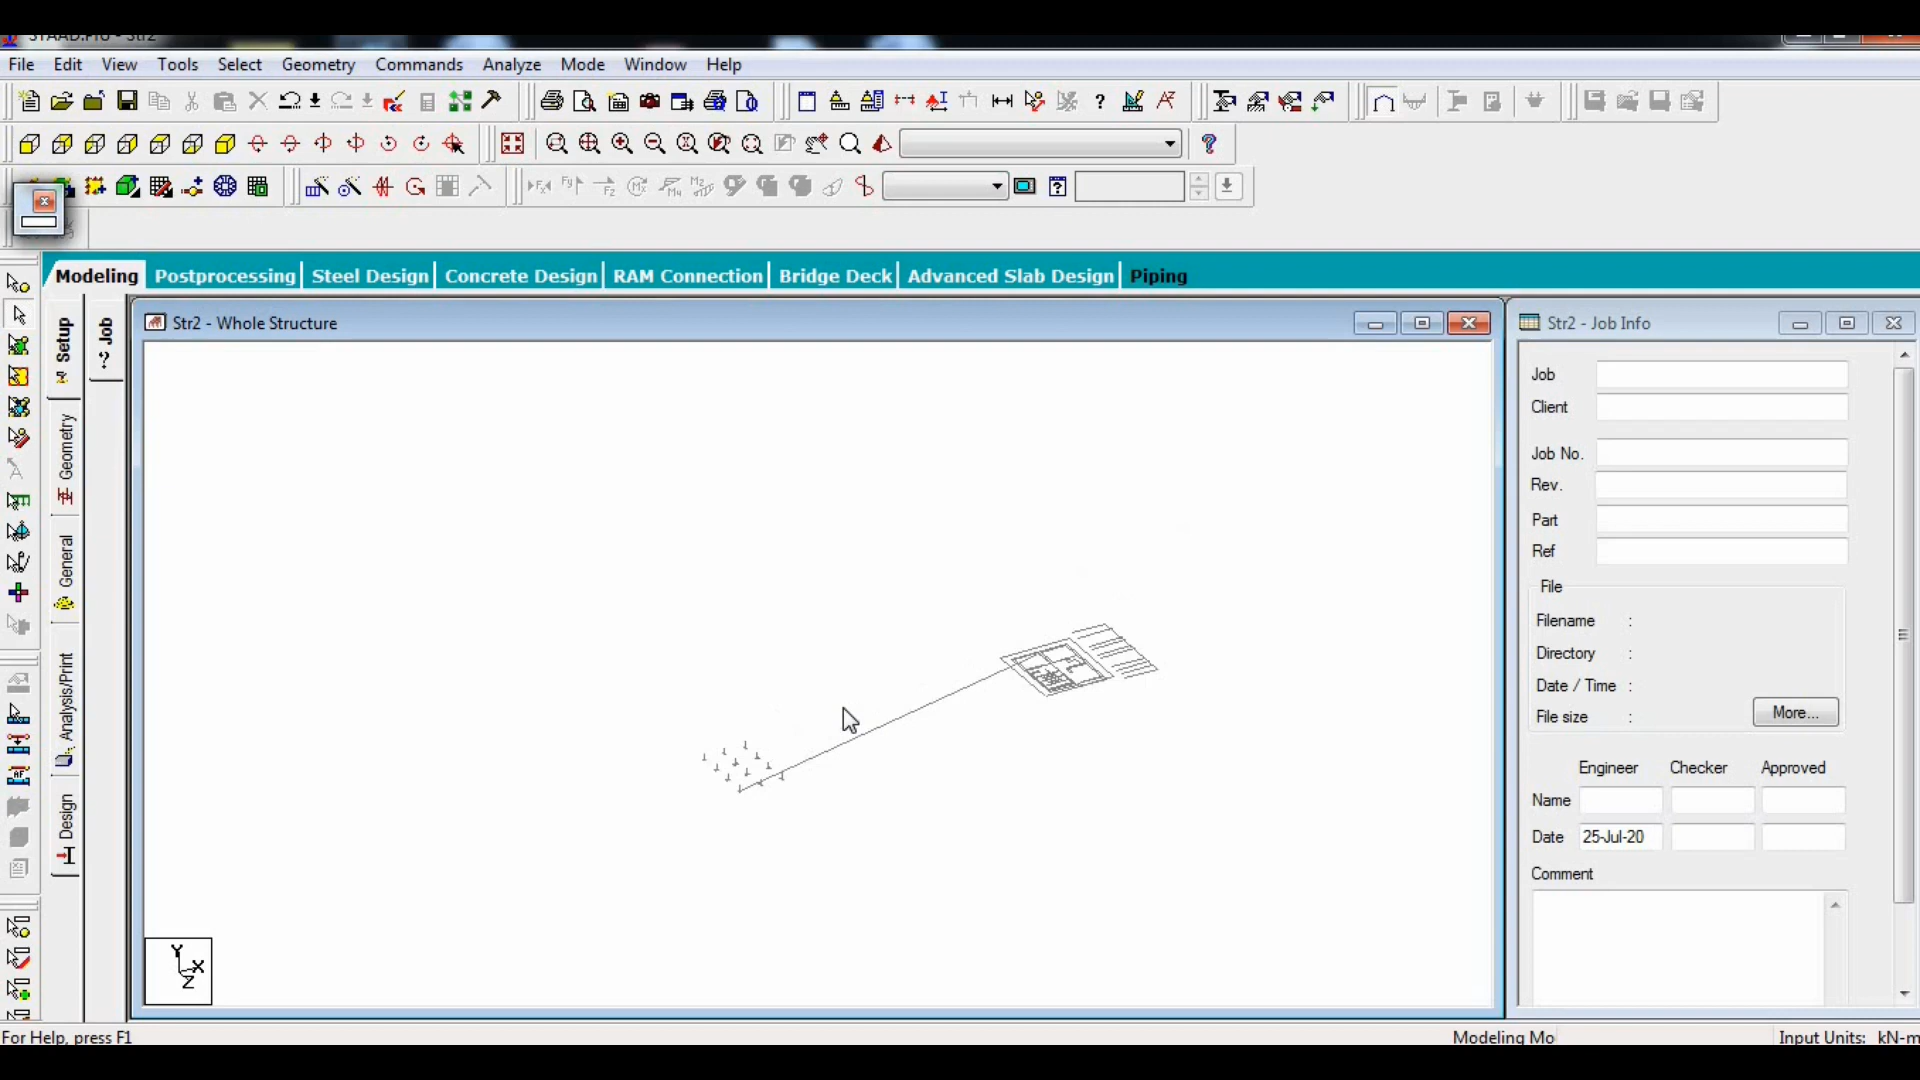 STAAD.Pro - Str2
File Edit View Tools Select Geometry Commands Analyze Mode Window Help
Modeling Postprocessing Steel Design Concrete Design RAM Connection Bridge Deck Advanced Slab Design Piping
Setup
Geometry
General
Analysis/Print
Design
Job
Str2 - Whole Structure
Y
X
Z
Str2 - Job Info
Job
Client
Job No.
Rev.
Part
Ref
File
Filename :
Directory :
Date / Time :
File size :
More...
Engineer Checker Approved
Name
Date 25-Jul-20
Comment
For Help, press F1
Modeling Mo
Input Units: kN-m